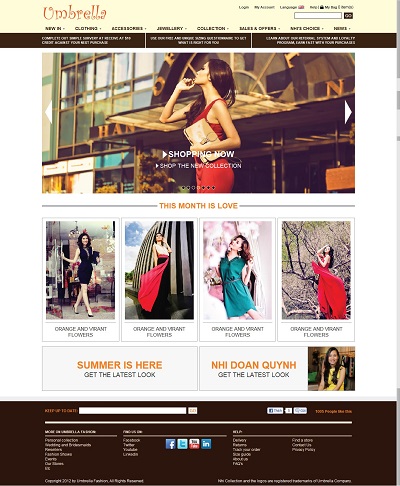 Umbrella
Login My Account Language Help My Bag 0 item(s)
GO
NEW IN CLOTHING ACCESSORIES JEWELLERY COLLECTION SALES & OFFERS NHI'S CHOICE NEWS
COMPLETE OUT SIMPLE SURVERY AT RECEIVE AT $10
CREDIT AGAINST YOUR NEXT PURCHASE
USE OUR FREE AND UNIQUE SIZING QUESTIONNAIRE TO GET
WHAT IS RIGHT FOR YOU
LEARN ABOUT OUR REFERRAL SYSTEM AND LOYALTY
PROGRAM, EARN FAST WITH YOUR PURCHASES
SHOPPING NOW
SHOP THE NEW COLLECTION
THIS MONTH IS LOVE
ORANGE AND VIRANT
FLOWERS
ORANGE AND VIRANT
FLOWERS
ORANGE AND VIRANT
FLOWERS
ORANGE AND VIRANT
FLOWERS
SUMMER IS HERE
GET THE LATEST LOOK
NHI DOAN QUYNH
GET THE LATEST LOOK
KEEP UP TO DATE:
1005 People like this
MORE ON UMBRELLA FASHION
Personal collection
Wedding and Bridesmaids
Resellers
Fashion Shows
Events
Our Stores
FIND US ON:
Facebook
Twitter
Youtube
Linkedin
HELP:
Delivery
Returns
Track your order
Size guide
About us
FAQ's
Find a store
Contact Us
Privacy Policy
Copyright 2012 by Umbrella Fashion. All Rights Reserved.
Nhi Collection and the logos are registered trademarks of Umbrella Company.